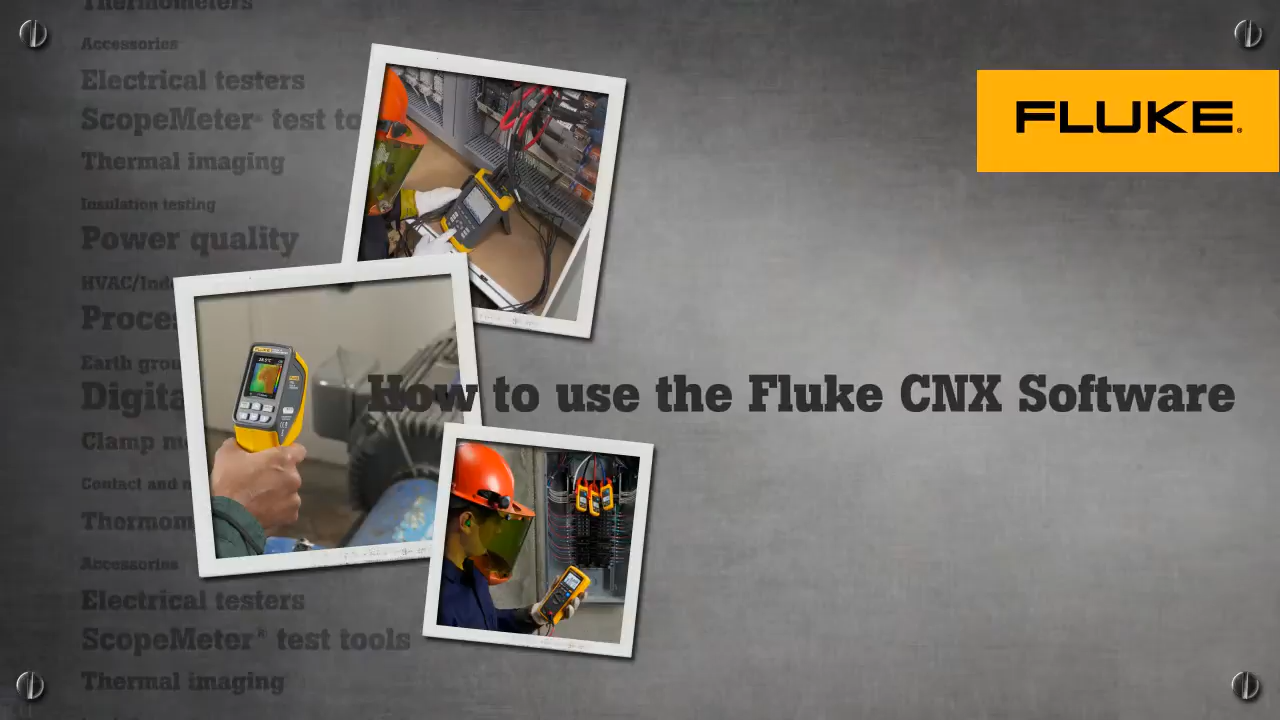 Thermometers
Accessories
Electrical testers
ScopeMeter® test to
Thermal imaging
Insulation testing
Power quality
HVAC/Ind
Proces
Earth grou
Digita
Clamp m
Contact and n
Thermom
Accessories
Electrical testers
ScopeMeter® test tools
Thermal imaging
FLUKE®
How to use the Fluke CNX Software